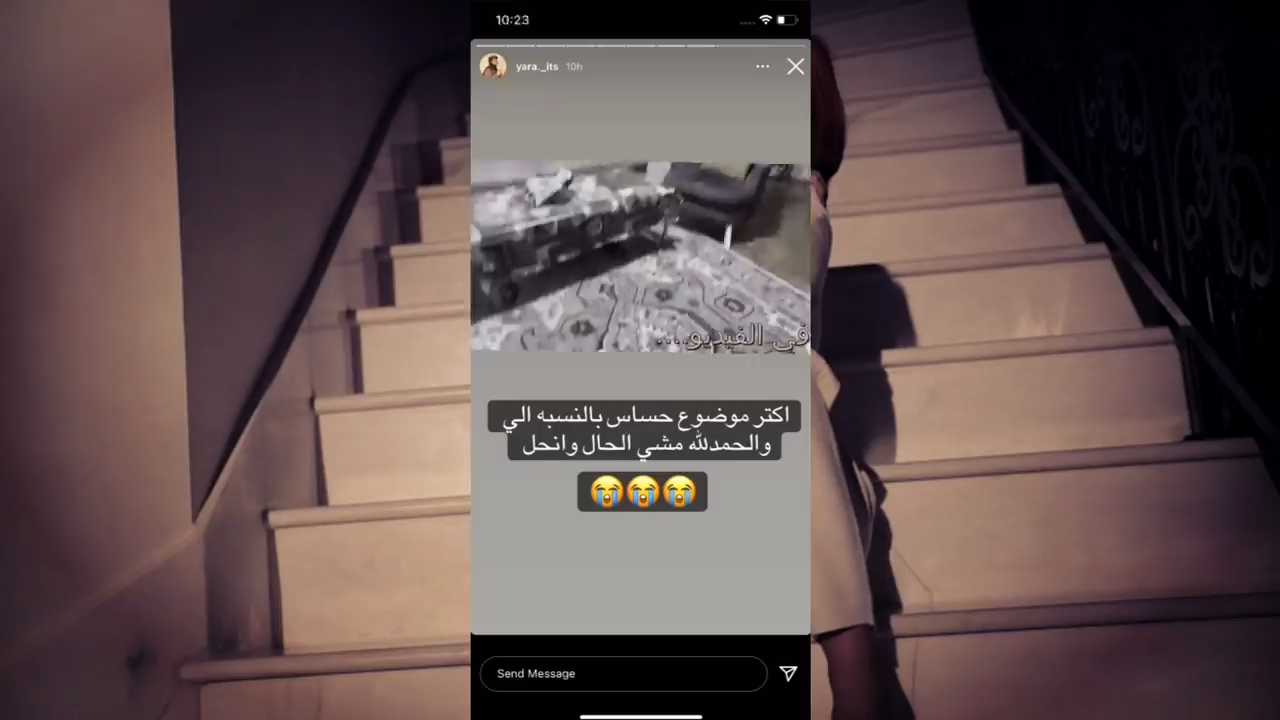 10:23
yara._its 10h
في الفيديو....
اكتر موضوع حساس بالنسبه الي
والحمدلله مشي الحال وانحل
😭😭😭
Send Message